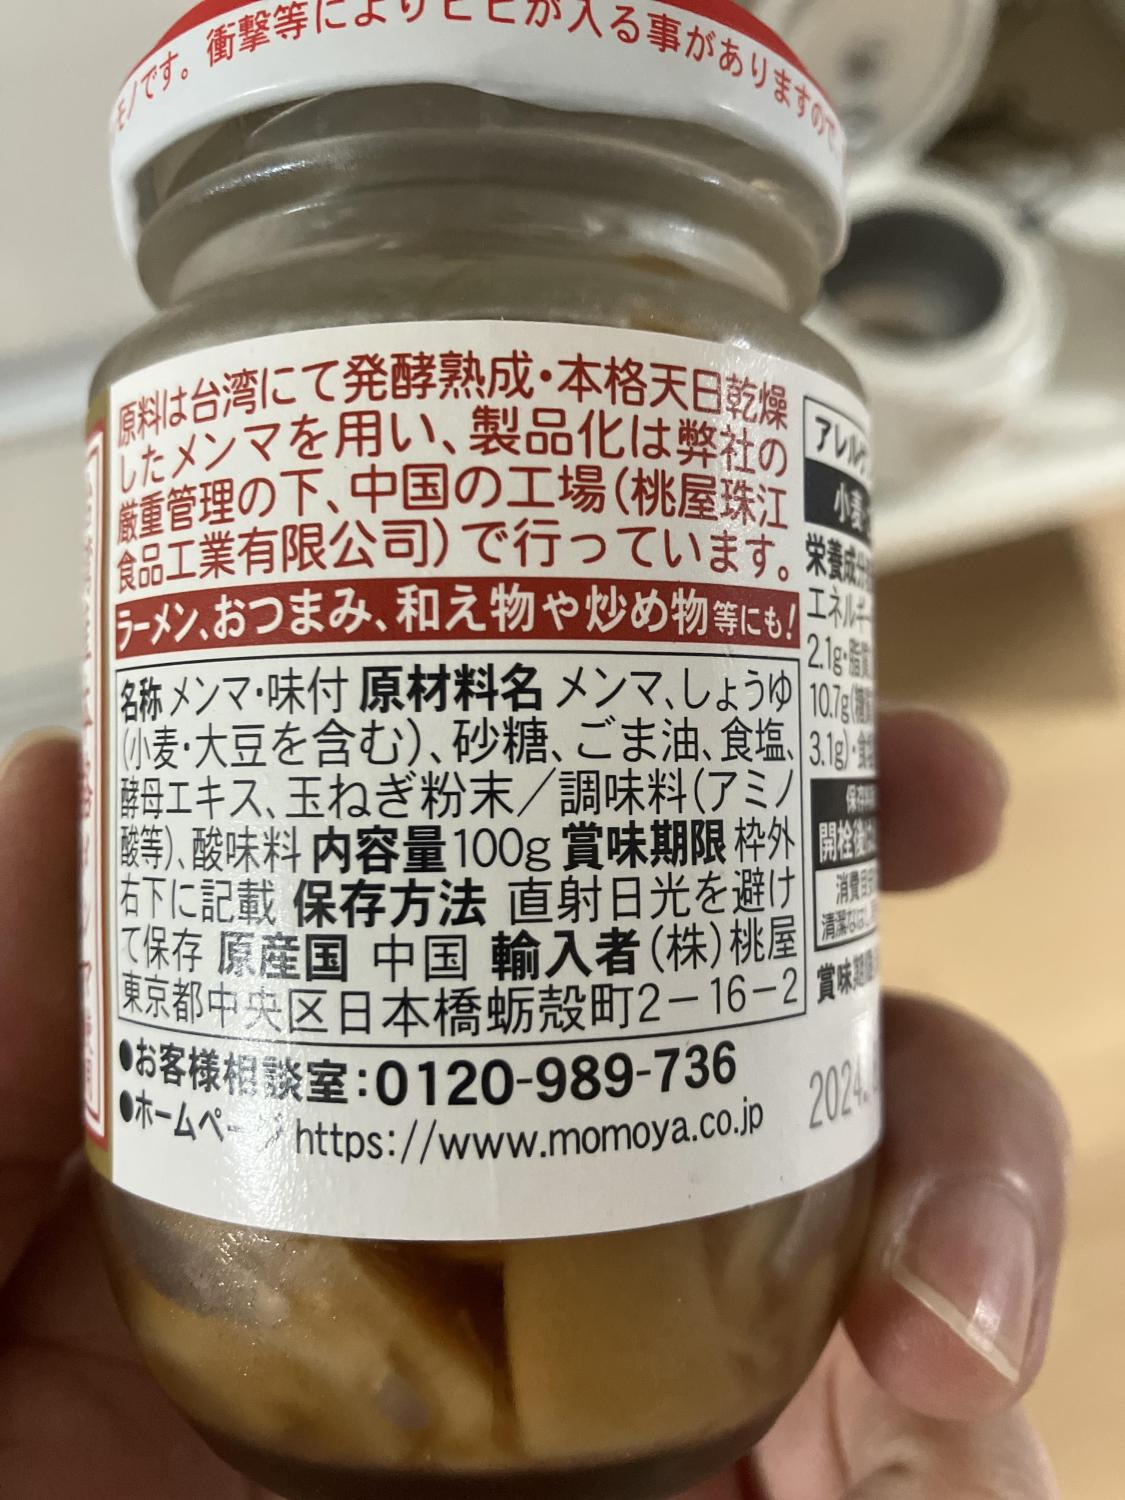 モノです。衝撃等によりヒビが入る事がありますので、
原料は台湾にて発酵熟成・本格天日乾燥
したメンマを用い、製品化は弊社の
厳重管理の下、中国の工場(桃屋珠江
食品工業有限公司)で行っています。
ラーメン、おつまみ、和え物や炒め物等にも!
名称 メンマ・味付 原材料名 メンマ、しょうゆ
(小麦・大豆を含む)、砂糖、ごま油、食塩、
酵母エキス、玉ねぎ粉末/調味料(アミノ
酸等)、酸味料 内容量 100g 賞味期限 枠外
右下に記載 保存方法 直射日光を避け
て保存 原産国 中国 輸入者 (株)桃屋
東京都中央区日本橋蛎殻町2-16-2
●お客様相談室:0120-989-736
●ホームページ https://www.momoya.co.jp
アレル
小麦
栄養成分
エネルギー
2.1g・脂質
10.7g(糖質
3.1g)・食
開栓後
消費
清潔な
賞味期限
2024.